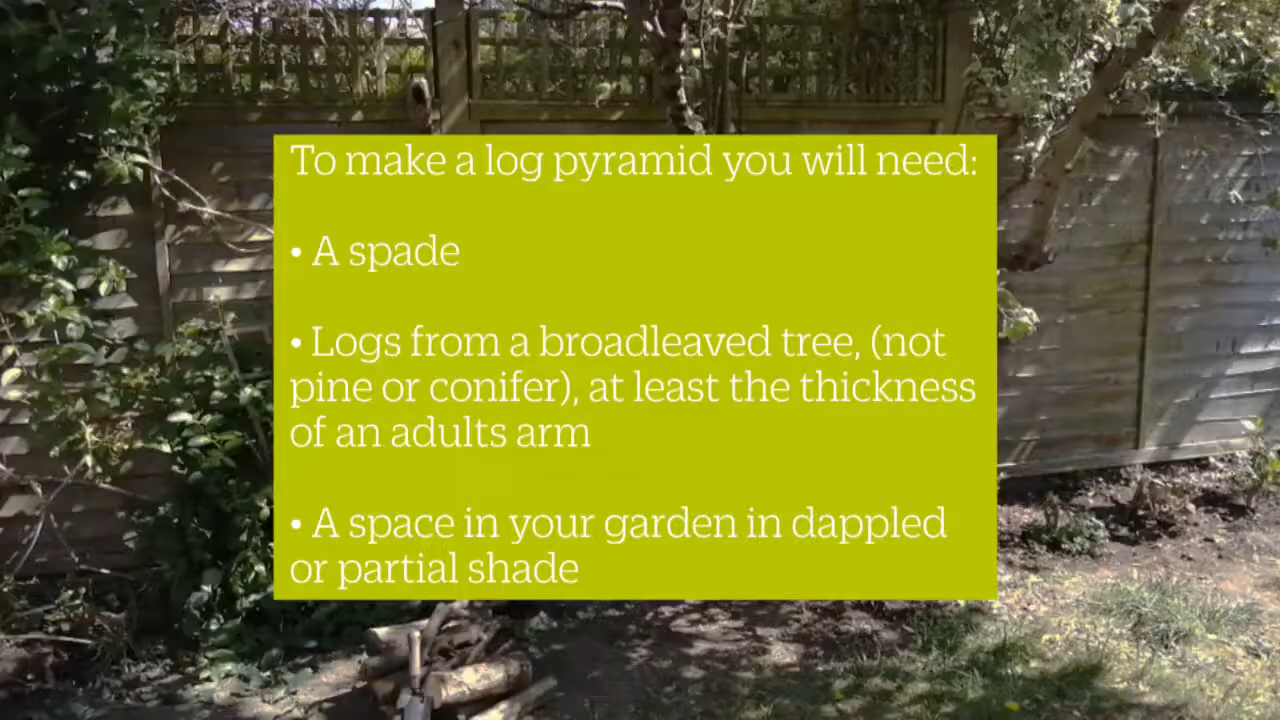 To make a log pyramid you will need:
• A spade
• Logs from a broadleaved tree, (not
pine or conifer), at least the thickness
of an adults arm
• A space in your garden in dappled
or partial shade